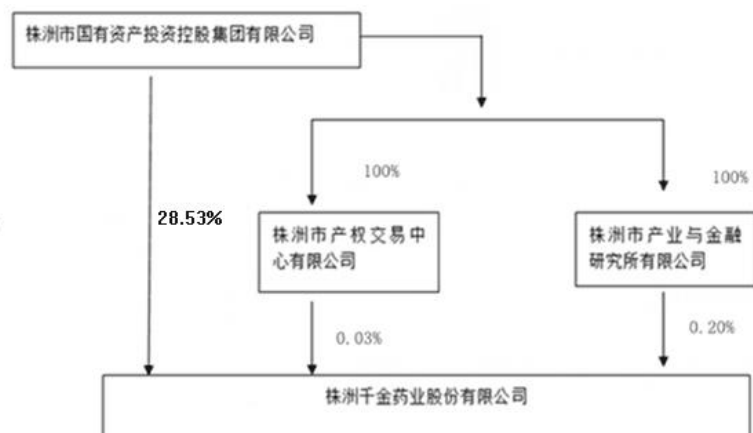 株洲市国有资产投资控股集团有限公司
100%
100%
28.53%
株洲市产权交易中
心有限公司
株洲市产业与金融
研究所有限公司
0.03%
0.20%
株洲千金药业股份有限公司